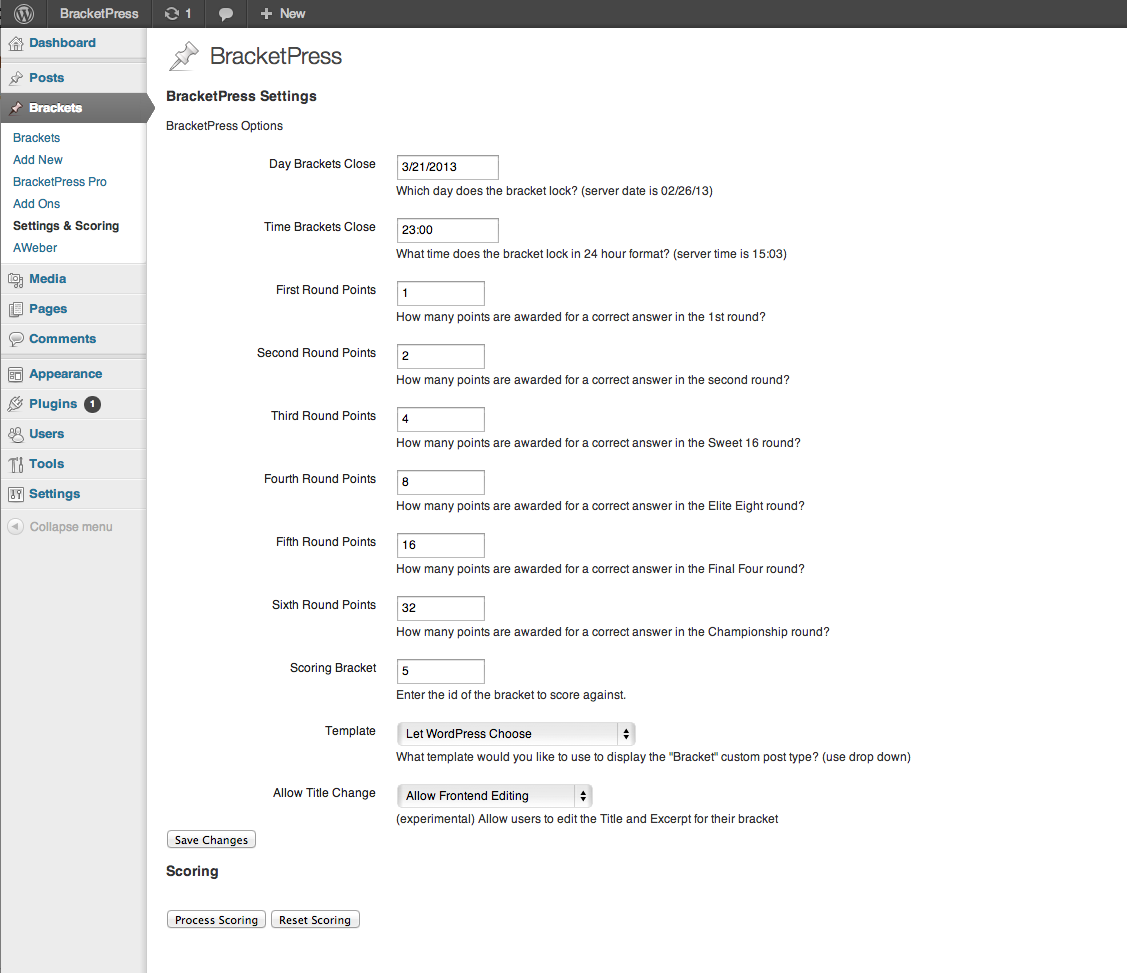 BracketPress 1 New
Dashboard
Posts
Brackets
Brackets
Add New
BracketPress Pro
Add Ons
Settings & Scoring
AWeber
Media
Pages
Comments
Appearance
Plugins 1
Users
Tools
Settings
Collapse menu
BracketPress
BracketPress Settings
BracketPress Options
Day Brackets Close 3/21/2013
Which day does the bracket lock? (server date is 02/26/13)
Time Brackets Close 23:00
What time does the bracket lock in 24 hour format? (server time is 15:03)
First Round Points 1
How many points are awarded for a correct answer in the 1st round?
Second Round Points 2
How many points are awarded for a correct answer in the second round?
Third Round Points 4
How many points are awarded for a correct answer in the Sweet 16 round?
Fourth Round Points 8
How many points are awarded for a correct answer in the Elite Eight round?
Fifth Round Points 16
How many points are awarded for a correct answer in the Final Four round?
Sixth Round Points 32
How many points are awarded for a correct answer in the Championship round?
Scoring Bracket 5
Enter the id of the bracket to score against.
Template Let WordPress Choose
What template would you like to use to display the "Bracket" custom post type? (use drop down)
Allow Title Change Allow Frontend Editing
(experimental) Allow users to edit the Title and Excerpt for their bracket
Save Changes
Scoring
Process Scoring Reset Scoring